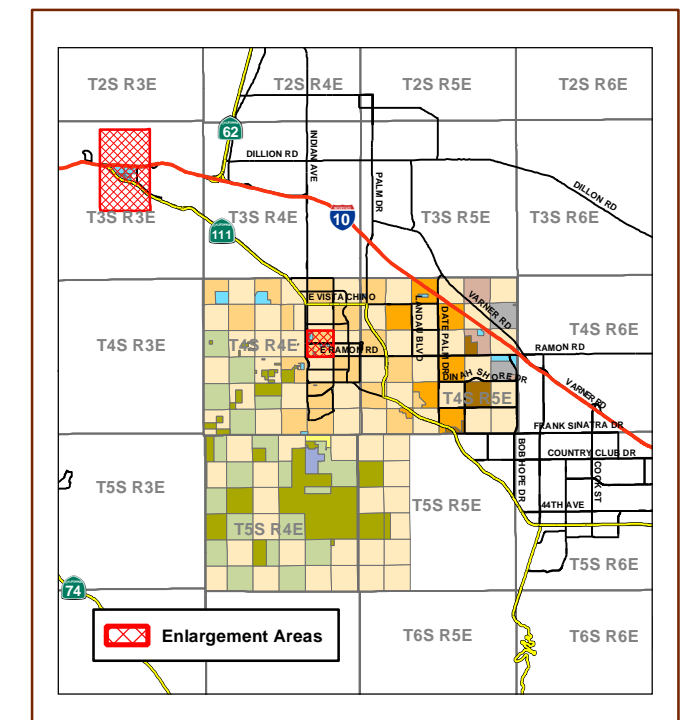 T2S R3E
T2S R4E
T2S R5E
T2S R6E
62
INDIAN AVE
DILLION RD
PALM DR
DILLON RD
T3S R3E
T3S R4E
10
T3S R5E
T3S R6E
CALIFORNIA
111
E VISTA CHINO
LANDAU BLVD
DATE PALM DR
VARNER RD
T4S R3E
T4S R4E
E RAMON RD
T4S R6E
RAMON RD
DINAH SHORE DR
T4S R5E
VARNER RD
FRANK SINATRA DR
BOB HOPE DR
COUNTRY CLUB DR
COOK ST
T5S R3E
T5S R4E
T5S R5E
44TH AVE
T5S R6E
74
Enlargement Areas
T6S R5E
T6S R6E